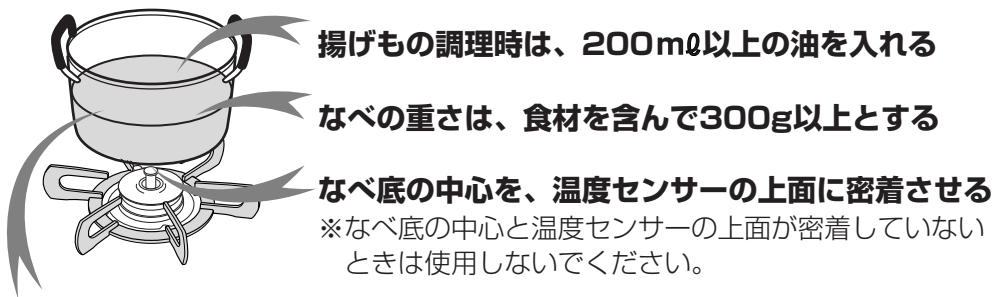 揚げもの調理時は、200mℓ以上の油を入れる
なべの重さは、食材を含んで300g以上とする
なべ底の中心を、温度センサーの上面に密着させる
※なべ底の中心と温度センサーの上面が密着していない
ときは使用しないでください。